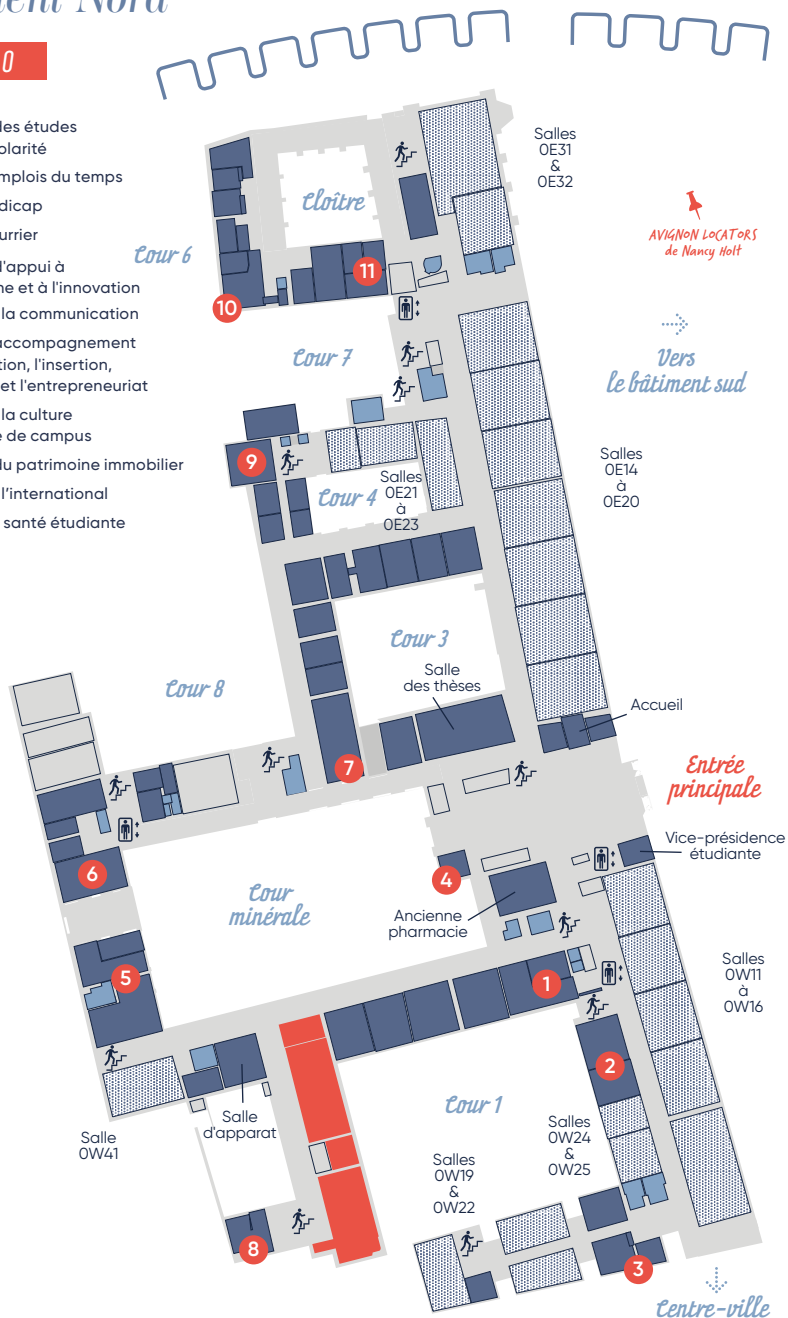 Nord
0
des études
mplois du temps
dicap
urrier
d'appui à
ne et à l'innovation
la communication
accompagnement
tion, l'insertion,
et l'entrepreneuriat
la culture
e de campus
du patrimoine immobilier
l'international
santé étudiante
Salles
0E31
&
0E32
Cloître
AVIGNON LOCATORS
de Nancy Holt
Cour 6
11
10
Cour 7
Vers
le bâtiment sud
9
Salles
0E14
à
0E20
Cour 4
Salles
0E21
à
0E23
Cour 3
Salle
des thèses
Cour 8
Accueil
7
Entrée
principale
Vice-présidence
étudiante
6
4
Cour
minérale
Ancienne
pharmacie
5
1
Salles
0W11
à
0W16
2
Cour 1
Salle
d'apparat
Salle
0W41
Salles
0W24
&
0W25
Salles
0W19
&
0W22
8
3
Centre-ville